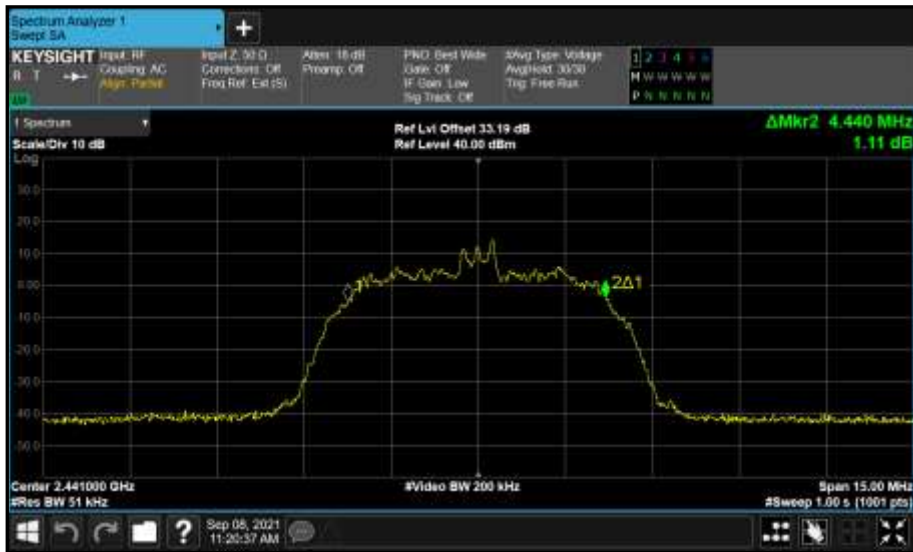 Spectrum Analyzer 1
Swept SA
+
KEYSIGHT Input: RF
R T Coupling: AC
Align: Partial
Input Z: 50 Ω
Corrections: Off
Freq Ref: Ext (S)
Atten: 18 dB
Preamp: Off
PNO: Best Wide
Gate: Off
IF Gain: Low
Sig Track: Off
#Avg Type: Voltage
Avg|Hold: 30/30
Trig: Free Run
1 2 3 4 5 6
M W W W W W
P N N N N N
1 Spectrum
Scale/Div 10 dB
Ref Lvl Offset 33.19 dB
Ref Level 40.00 dBm
ΔMkr2 4.440 MHz
1.11 dB
Log
30.0
20.0
10.0
0.00
-10.0
-20.0
-30.0
-40.0
-50.0
2Δ1
Center 2.441000 GHz
#Video BW 200 kHz
Span 15.00 MHz
#Res BW 51 kHz
#Sweep 1.00 s (1001 pts)
?
Sep 08, 2021
11:20:37 AM